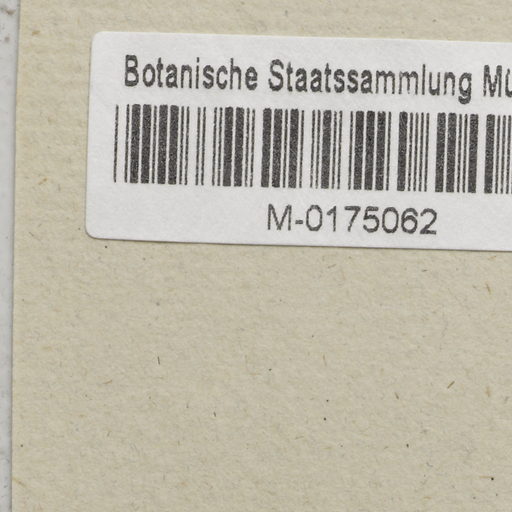 Botanische Staatssammlung Mü
M-0175062